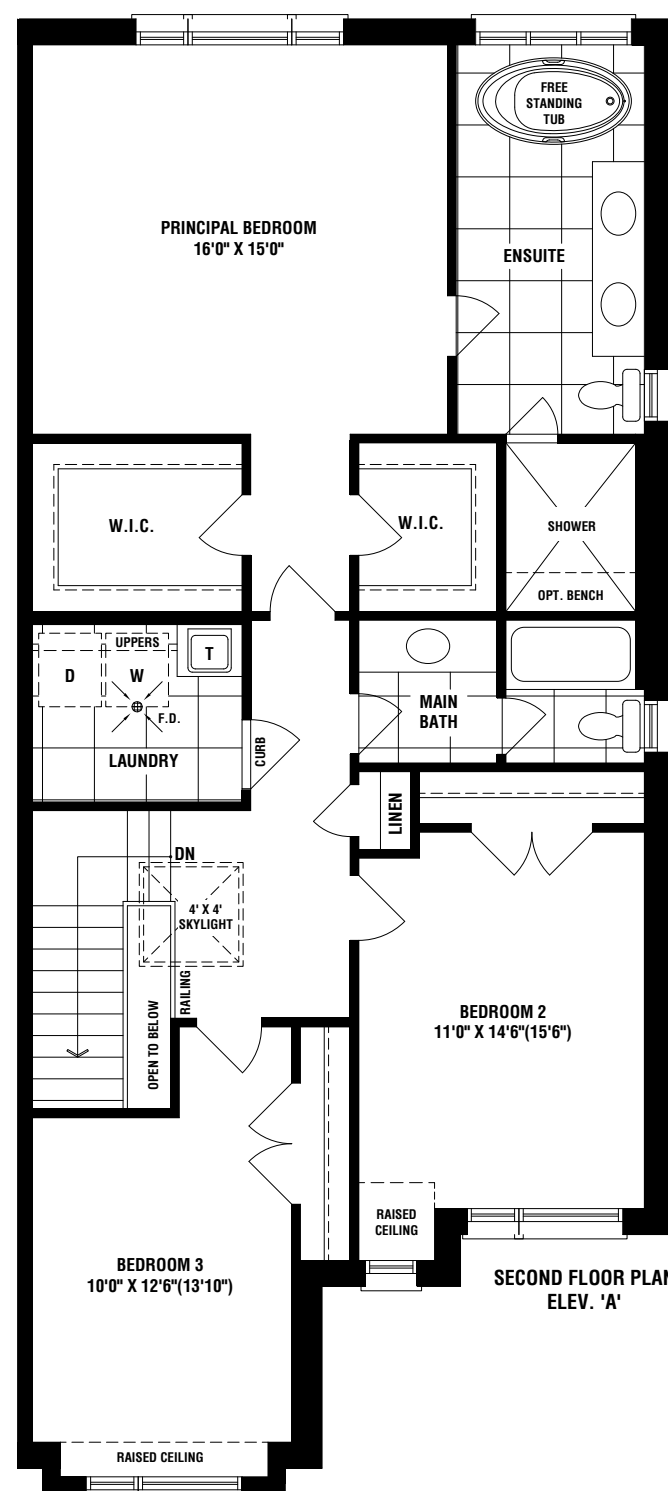 FREE
STANDING
TUB
PRINCIPAL BEDROOM
16'0" X 15'0"
ENSUITE
W.I.C.
W.I.C.
SHOWER
OPT. BENCH
UPPERS
D
W
T
F.D.
LAUNDRY
CURB
MAIN
BATH
LINEN
DN
4' X 4'
SKYLIGHT
RAILING
OPEN TO BELOW
BEDROOM 2
11'0" X 14'6"(15'6")
RAISED
CEILING
BEDROOM 3
10'0" X 12'6"(13'10")
SECOND FLOOR PLAN
ELEV. 'A'
RAISED CEILING